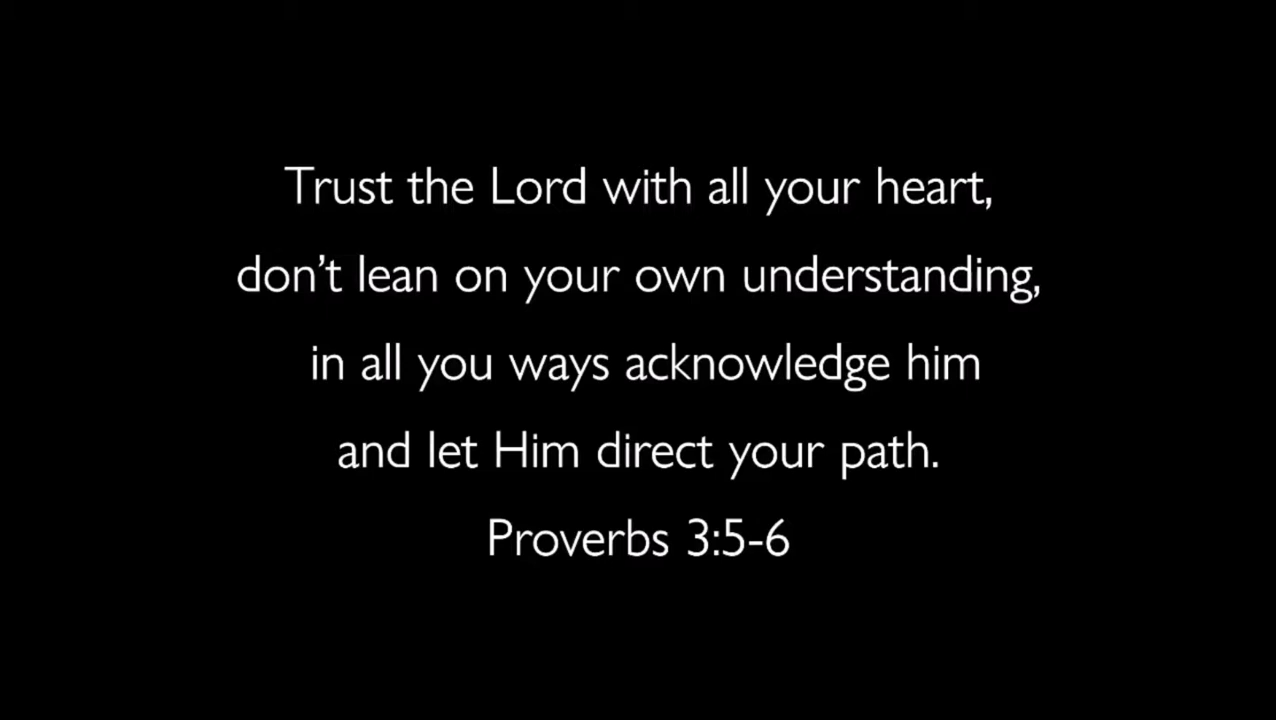 Trust the Lord with all your heart,
don’t lean on your own understanding,
in all you ways acknowledge him
and let Him direct your path.
Proverbs 3:5-6